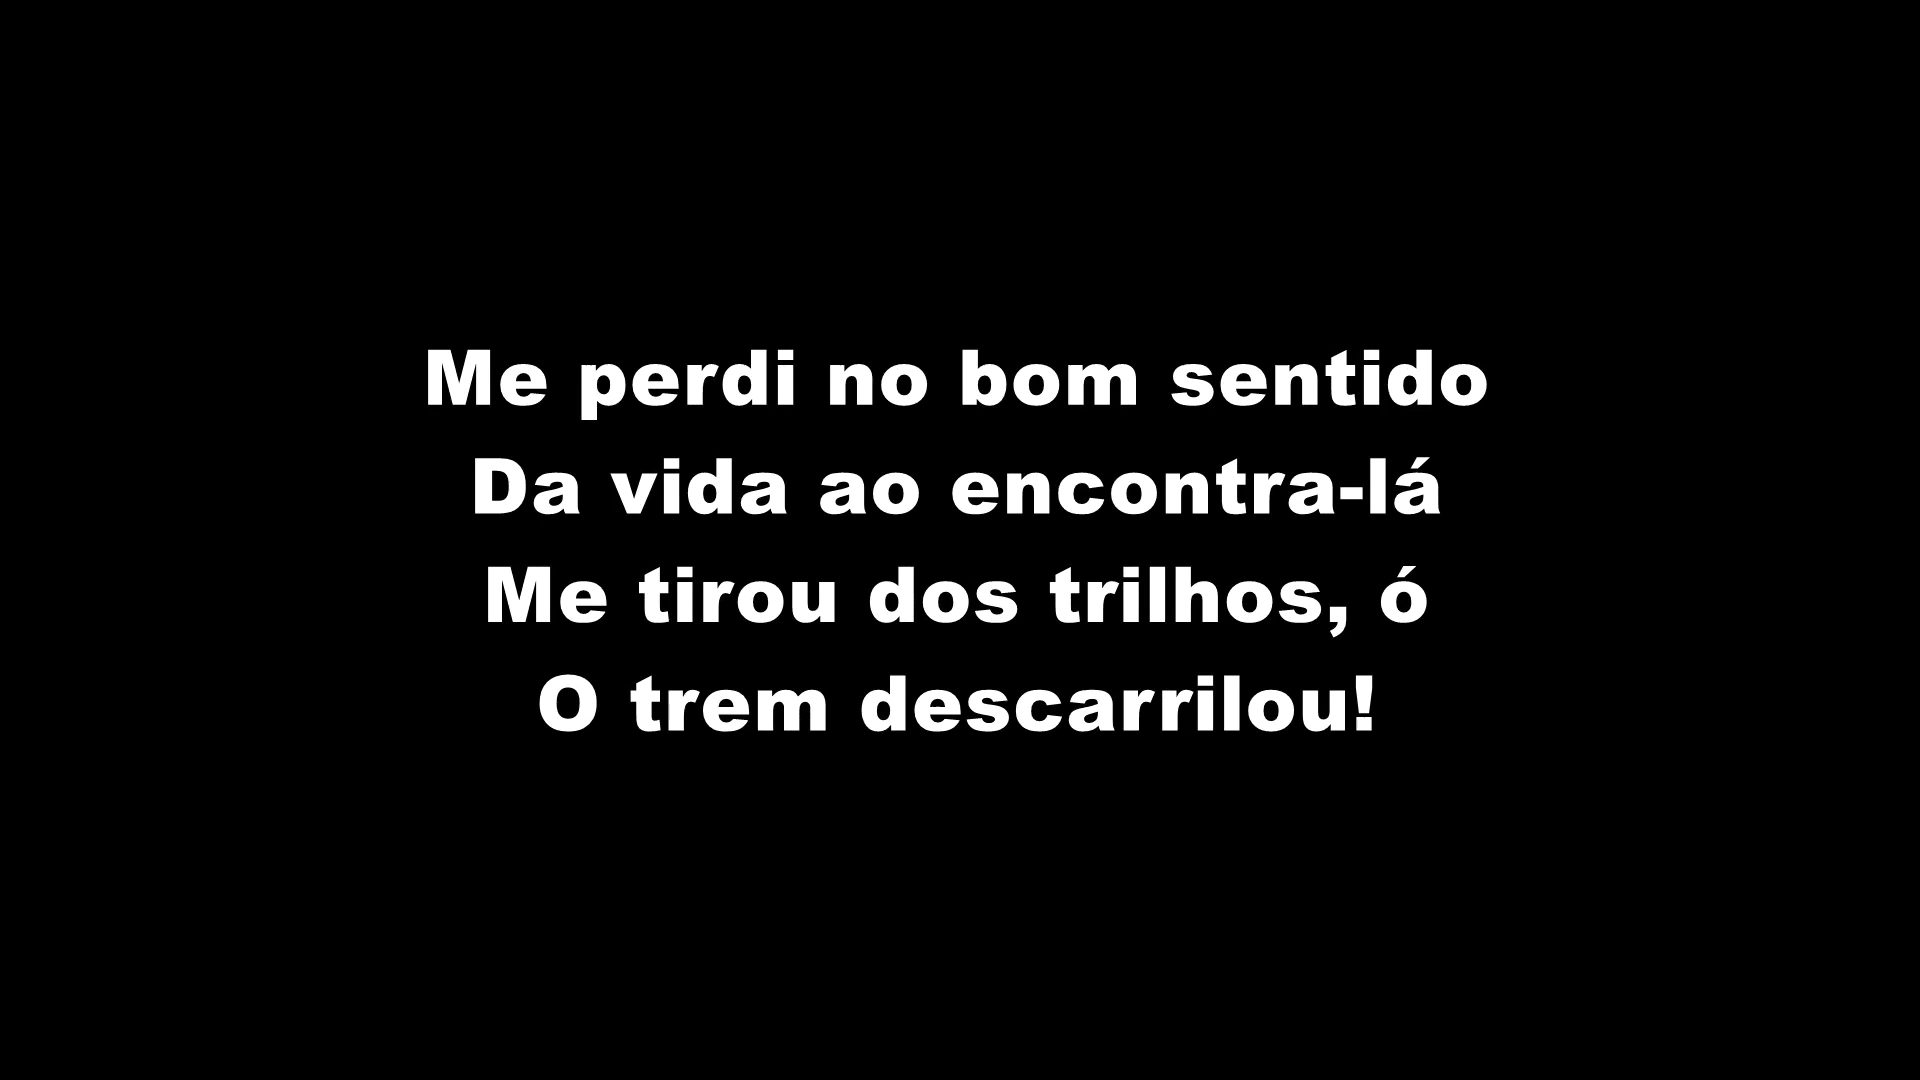 Me perdi no bom sentido
Da vida ao encontra-lá
Me tirou dos trilhos, ó
O trem descarrilou!